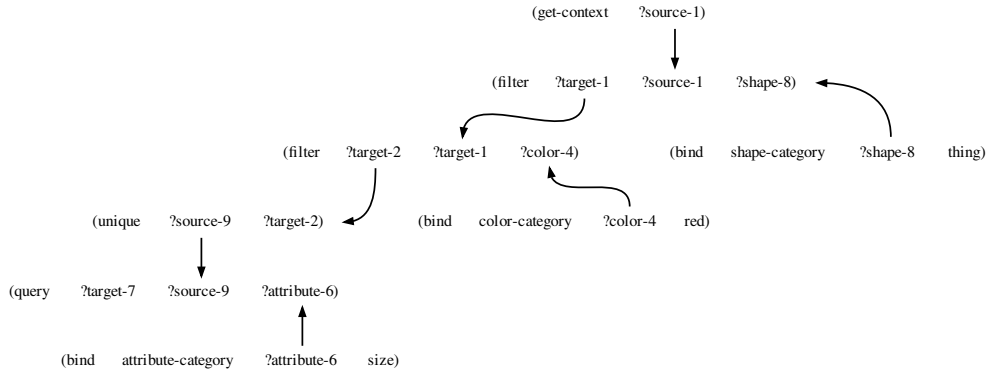 (get-context ?source-1)
(filter ?target-1 ?source-1 ?shape-8)
(filter ?target-2 ?target-1 ?color-4) (bind shape-category ?shape-8 thing)
(unique ?source-9 ?target-2) (bind color-category ?color-4 red)
(query ?target-7 ?source-9 ?attribute-6)
(bind attribute-category ?attribute-6 size)